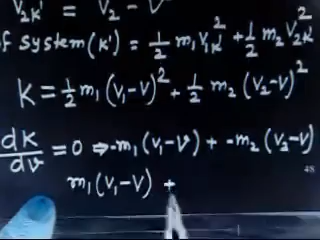 V₂k' = V₂ - V
f system(k') = 1/2 m₁ V₁k'² + 1/2 m₂ V₂k'²
K = 1/2 m₁ (V₁-V)² + 1/2 m₂ (V₂-V)²
dk/dv = 0 ⇒ -m₁ (V₁-V) + -m₂ (V₂-V)
m₁(V₁-V) +
48